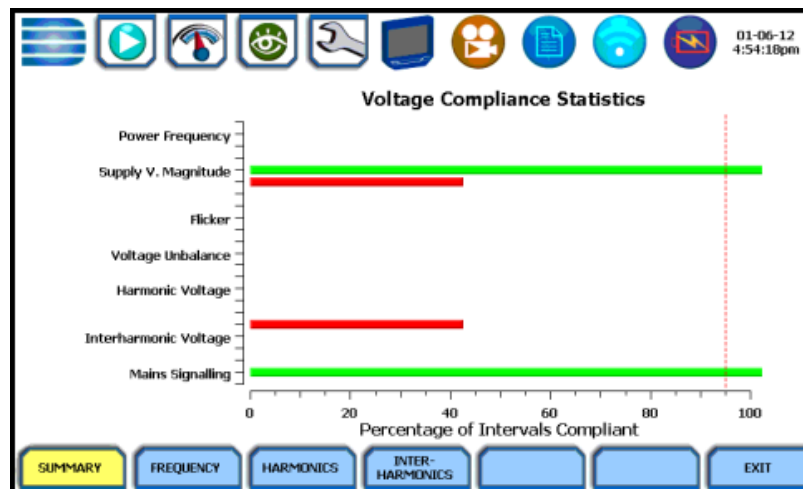 01-06-12
4:54:18pm
Voltage Compliance Statistics
Power Frequency
Supply V. Magnitude
Flicker
Voltage Unbalance
Harmonic Voltage
Interharmonic Voltage
Mains Signalling
0 20 40 60 80 100
Percentage of Intervals Compliant
SUMMARY FREQUENCY HARMONICS INTER- EXIT
HARMONICS